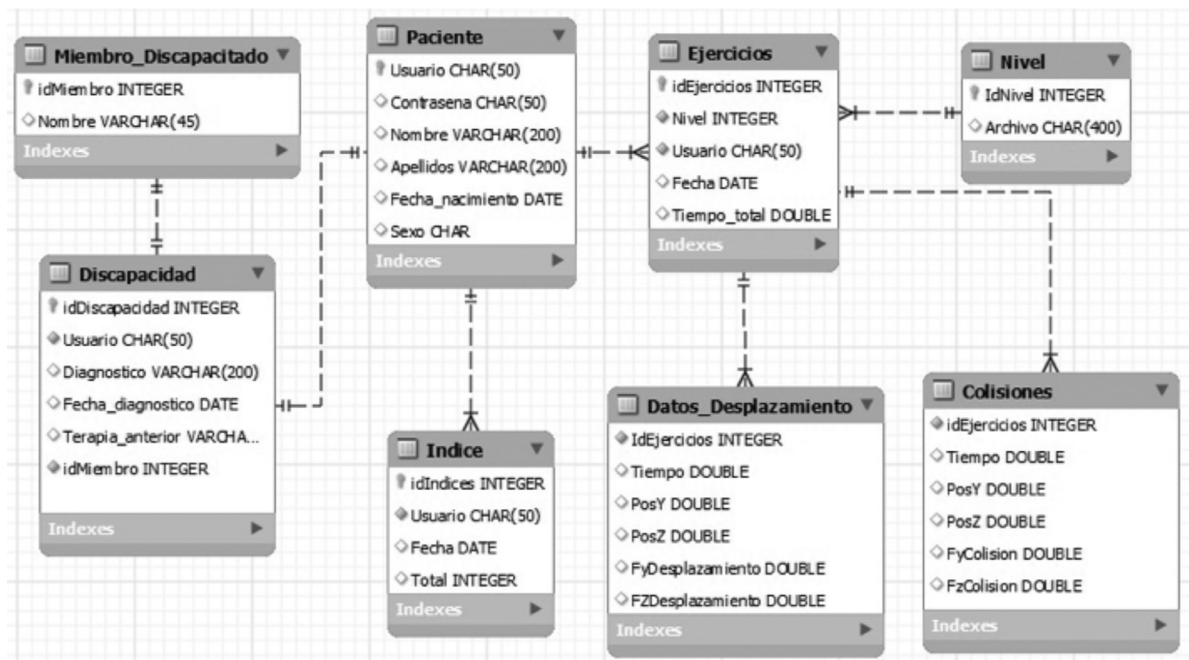 Miembro_Discapacitado
idMiembro INTEGER
Nombre VARCHAR(45)
Indexes
Paciente
Usuario CHAR(50)
Contrasena CHAR(50)
Nombre VARCHAR(200)
Apellidos VARCHAR(200)
Fecha_nacimiento DATE
Sexo CHAR
Indexes
Ejercicios
idEjercicios INTEGER
Nivel INTEGER
Usuario CHAR(50)
Fecha DATE
Tiempo_total DOUBLE
Indexes
Nivel
IdNivel INTEGER
Archivo CHAR(400)
Indexes
Discapacidad
idDiscapacidad INTEGER
Usuario CHAR(50)
Diagnostico VARCHAR(200)
Fecha_diagnostico DATE
Terapia_anterior VARCHA...
idMiembro INTEGER
Indexes
Indice
idIndices INTEGER
Usuario CHAR(50)
Fecha DATE
Total INTEGER
Indexes
Datos_Desplazamiento
IdEjercicios INTEGER
Tiempo DOUBLE
PosY DOUBLE
PosZ DOUBLE
FyDesplazamiento DOUBLE
FZDesplazamiento DOUBLE
Indexes
Colisiones
idEjercicios INTEGER
Tiempo DOUBLE
PosY DOUBLE
PosZ DOUBLE
FyColision DOUBLE
FzColision DOUBLE
Indexes